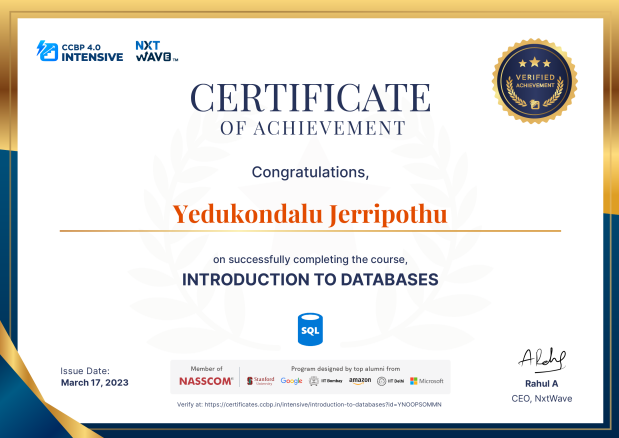 CCBP 4.0
INTENSIVE
NXT
WAVE TM
VERIFIED
ACHIEVEMENT
CERTIFICATE
OF ACHIEVEMENT
Congratulations,
Yedukondalu Jerripothu
on successfully completing the course,
INTRODUCTION TO DATABASES
SQL
Issue Date:
March 17, 2023
Member of
NASSCOM®
Program designed by top alumni from
Stanford
University
Google
IIT Bombay
amazon
IIT Delhi
Microsoft
Verify at: https://certificates.ccbp.in/intensive/introduction-to-databases?id=YNOOPSOMMN
Rahul A
CEO, NxtWave